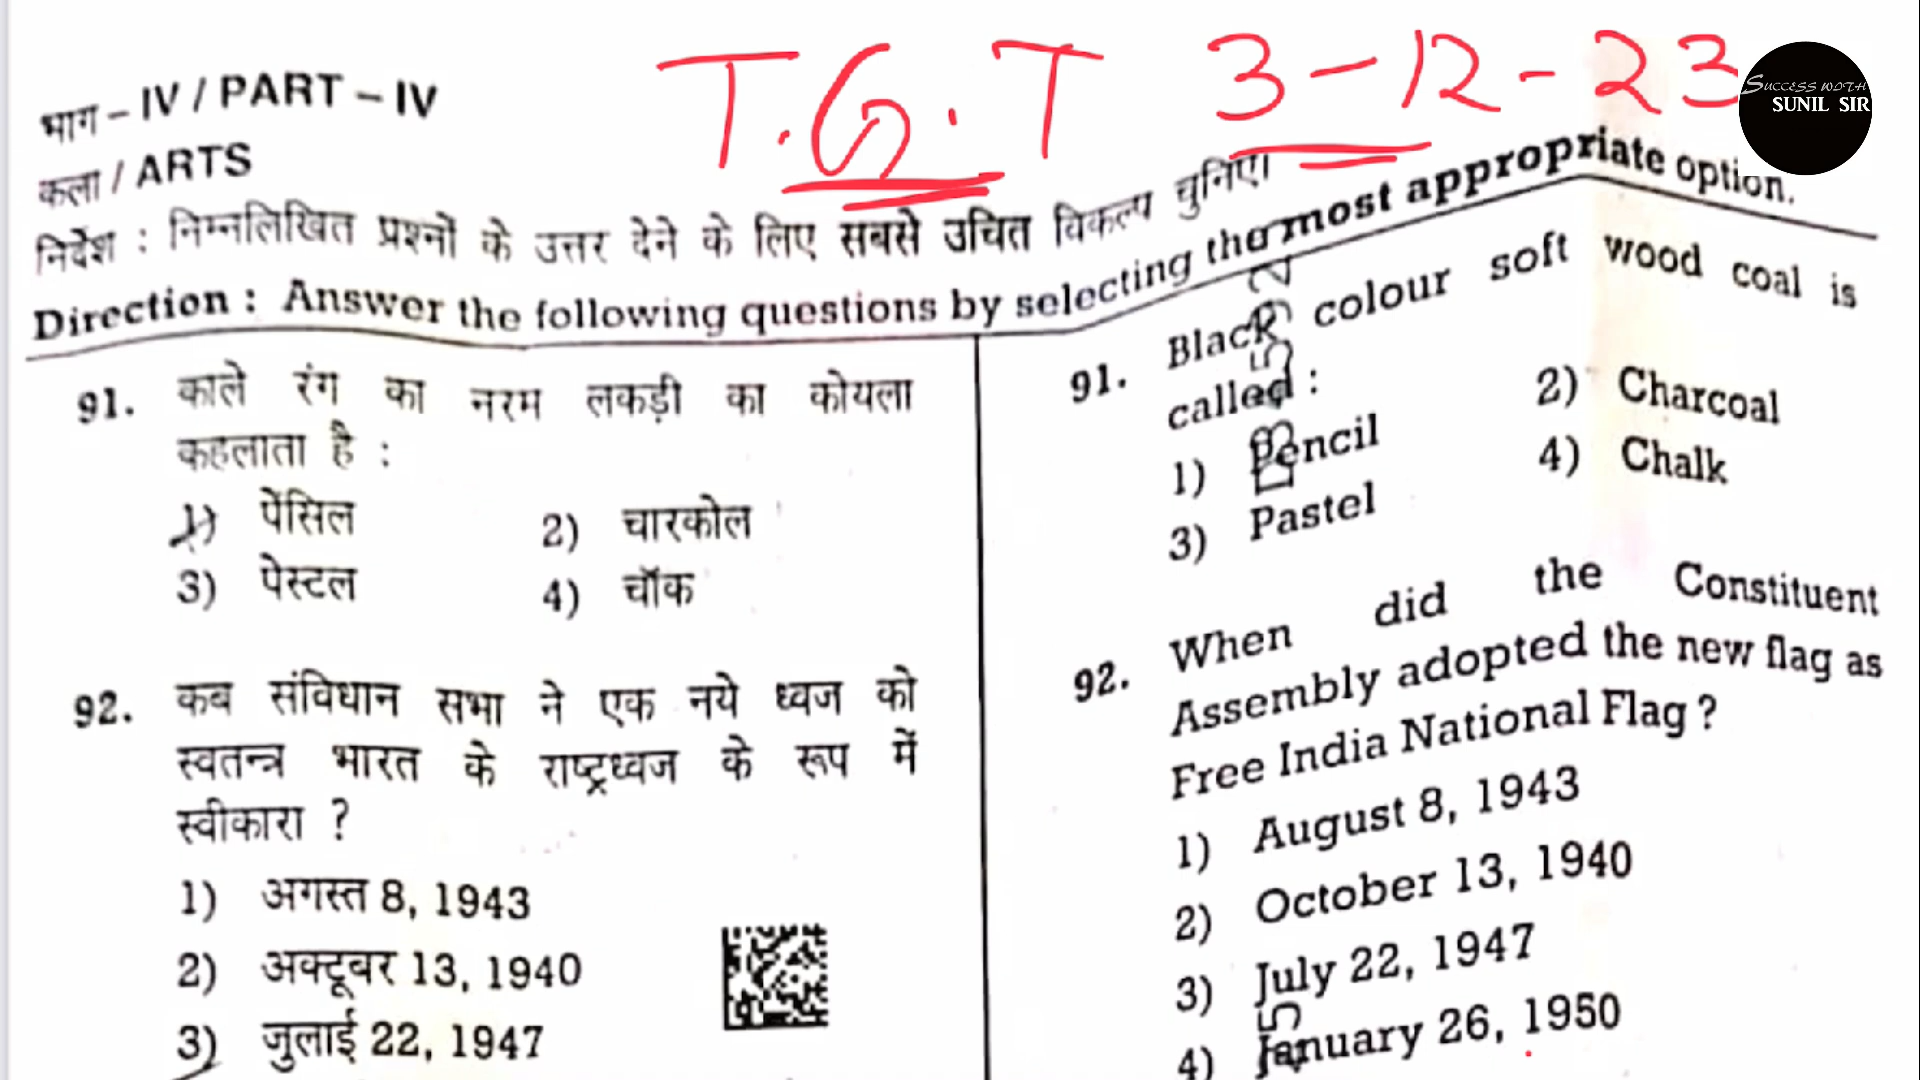 T.G.T 3-12-23
SUCCESS WITH
SUNIL SIR
भाग – IV / PART – IV
कला / ARTS
निर्देश : निम्नलिखित प्रश्नों के उत्तर देने के लिए सबसे उचित विकल्प चुनिए।
Direction : Answer the following questions by selecting the most appropriate option.
91. काले रंग का नरम लकड़ी का कोयला
कहलाता है :
1) पेंसिल 2) चारकोल
3) पेस्टल 4) चॉक
92. कब संविधान सभा ने एक नये ध्वज को
स्वतन्त्र भारत के राष्ट्रध्वज के रूप में
स्वीकारा ?
1) अगस्त 8, 1943
2) अक्टूबर 13, 1940
3) जुलाई 22, 1947
91. Black colour soft wood coal is
called :
1) Pencil 2) Charcoal
3) Pastel 4) Chalk
92. When did the Constituent
Assembly adopted the new flag as
Free India National Flag ?
1) August 8, 1943
2) October 13, 1940
3) July 22, 1947
4) January 26, 1950